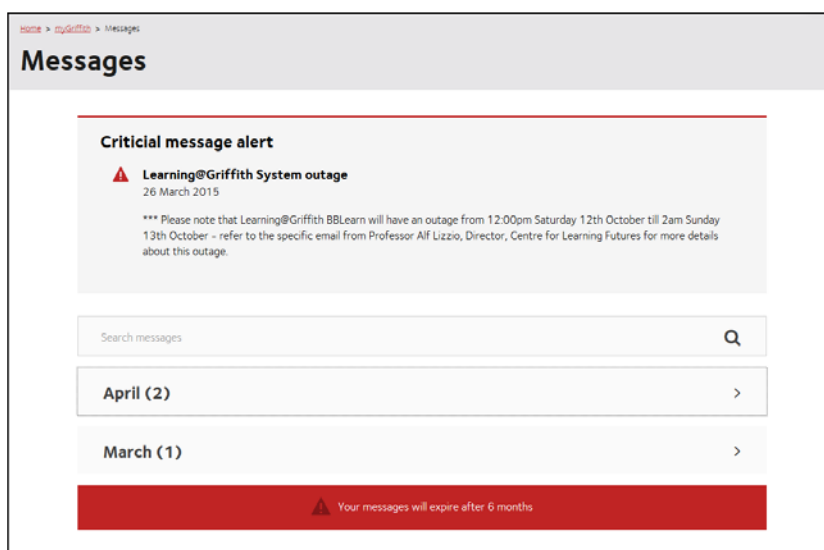 Home > myGriffith > Messages
Messages
Criticial message alert
Learning@Griffith System outage
26 March 2015
*** Please note that Learning@Griffith BBLearn will have an outage from 12:00pm Saturday 12th October till 2am Sunday
13th October – refer to the specific email from Professor Alf Lizzio, Director, Centre for Learning Futures for more details
about this outage.
Search messages
April (2)
March (1)
Your messages will expire after 6 months